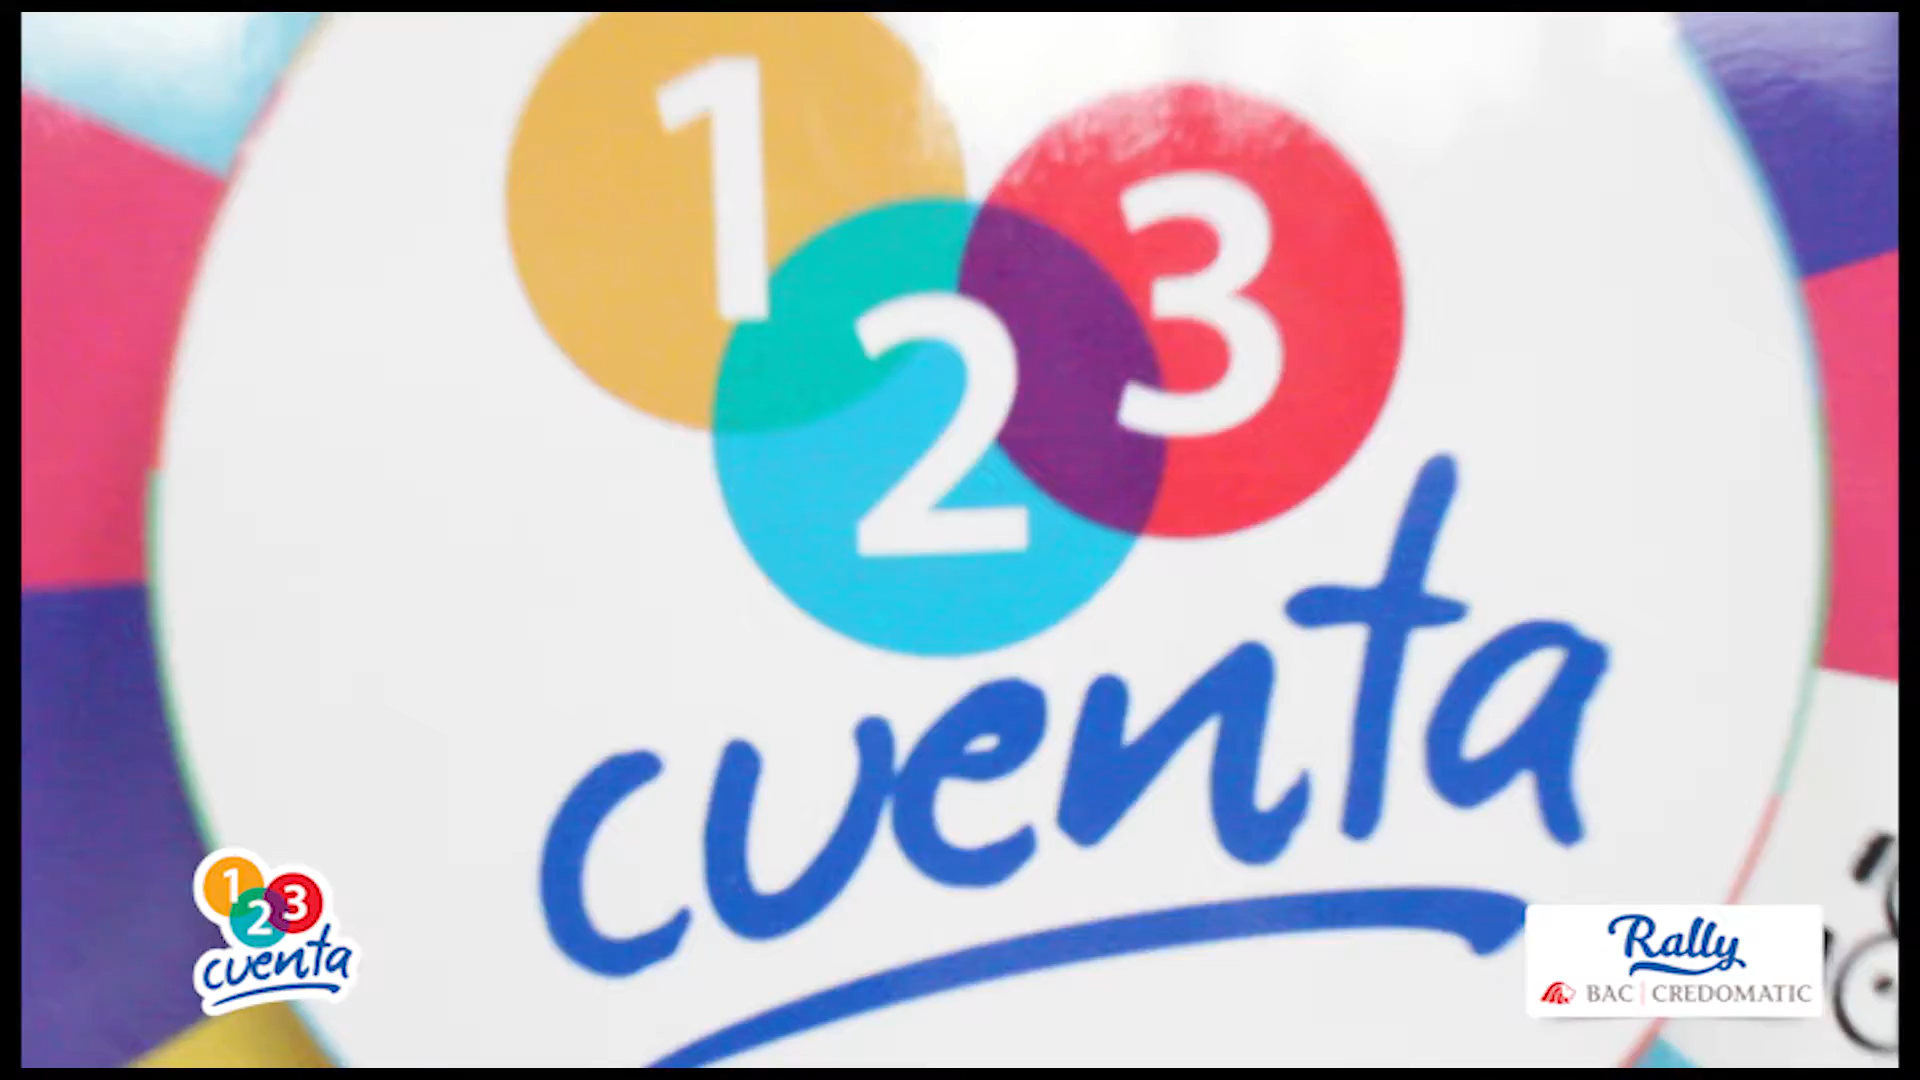 1 2 3
cuenta
1 2 3
cuenta
Rally
BAC | CREDOMATIC